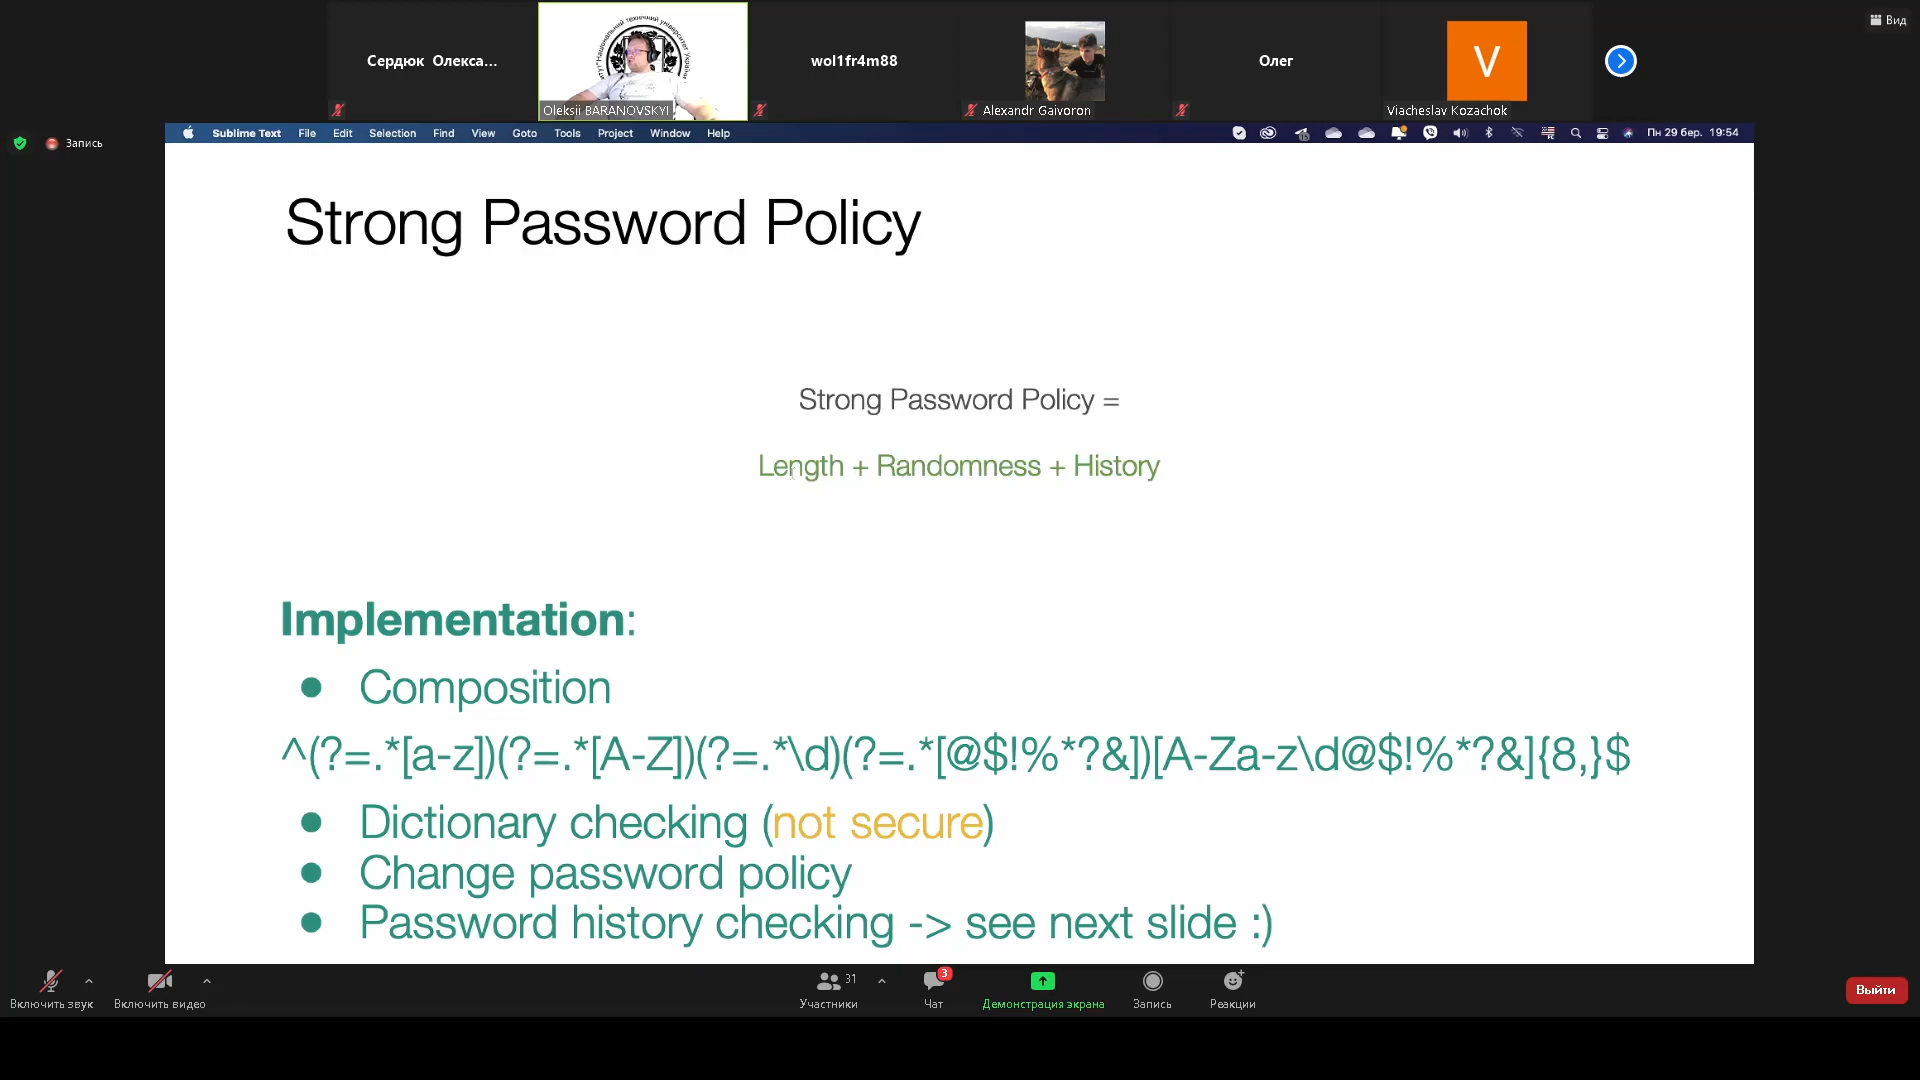 Вид
Сердюк Олекса...
Oleksii BARANOVSKYI
wol1fr4m88
Alexandr Gaivoron
Олег
V
Viacheslav Kozachok
Запись
Sublime Text File Edit Selection Find View Goto Tools Project Window Help
Пн 29 бер. 19:54
Strong Password Policy
Strong Password Policy =
Length + Randomness + History
Implementation:
● Composition
^(?=.*[a-z])(?=.*[A-Z])(?=.*\d)(?=.*[@$!%*?&])[A-Za-z\d@$!%*?&]{8,}$
● Dictionary checking (not secure)
● Change password policy
● Password history checking -> see next slide :)
Включить звук
Включить видео
31
Участники
3
Чат
Демонстрация экрана
Запись
Реакции
Выйти